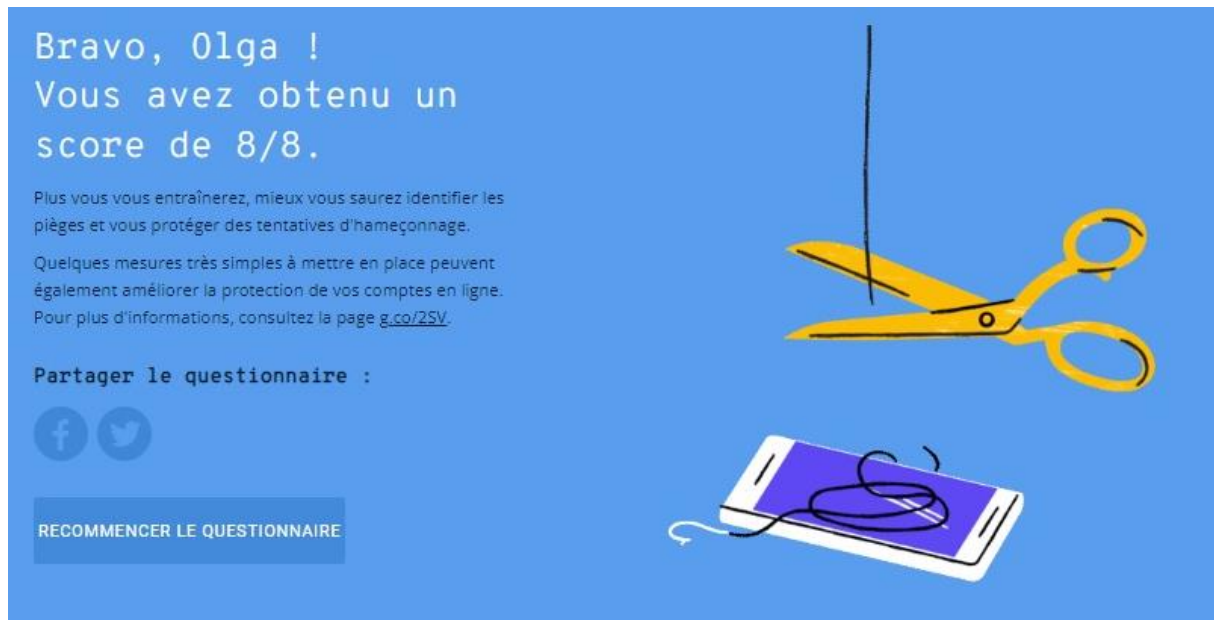 Bravo, Olga !
Vous avez obtenu un
score de 8/8.
Plus vous vous entraînerez, mieux vous saurez identifier les
pièges et vous protéger des tentatives d'hameçonnage.
Quelques mesures très simples à mettre en place peuvent
également améliorer la protection de vos comptes en ligne.
Pour plus d'informations, consultez la page g.co/2SV.
Partager le questionnaire :
RECOMMENCER LE QUESTIONNAIRE